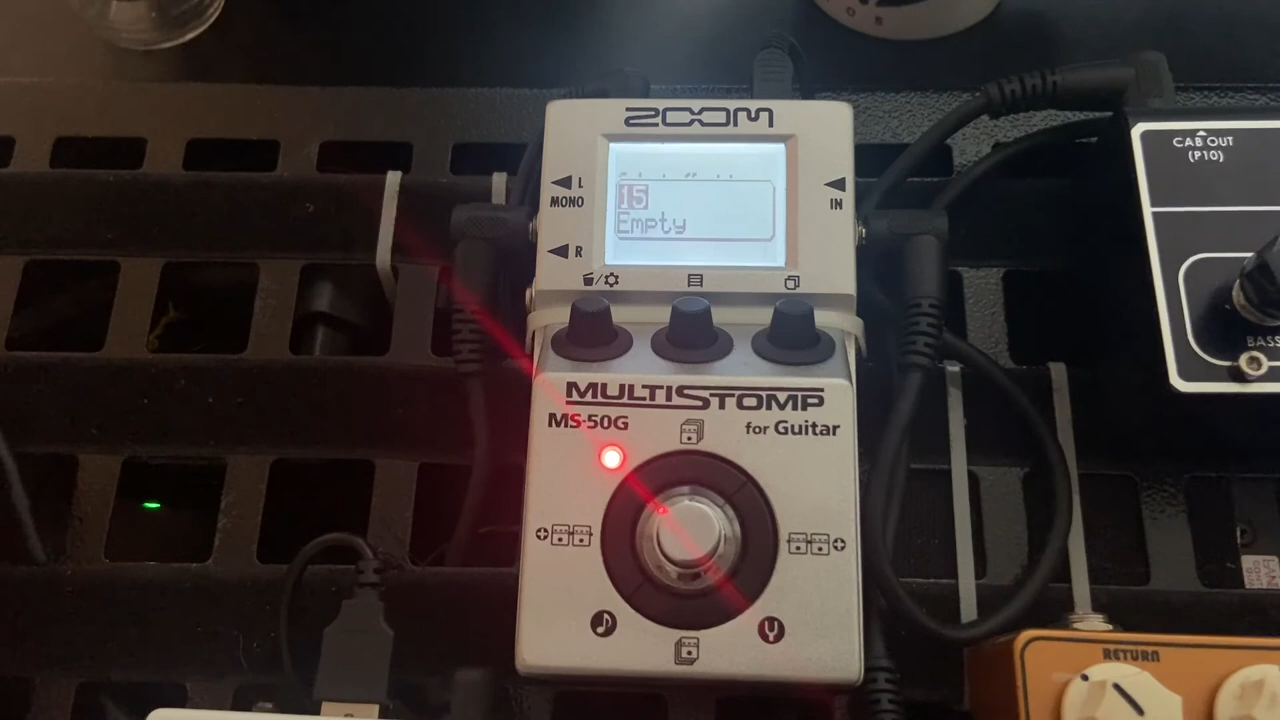 ZOOM
L
MONO
R
IN
15
Empty
MULTISTOMP
MS-50G
for Guitar
CAB OUT
(P10)
BASS
RETURN